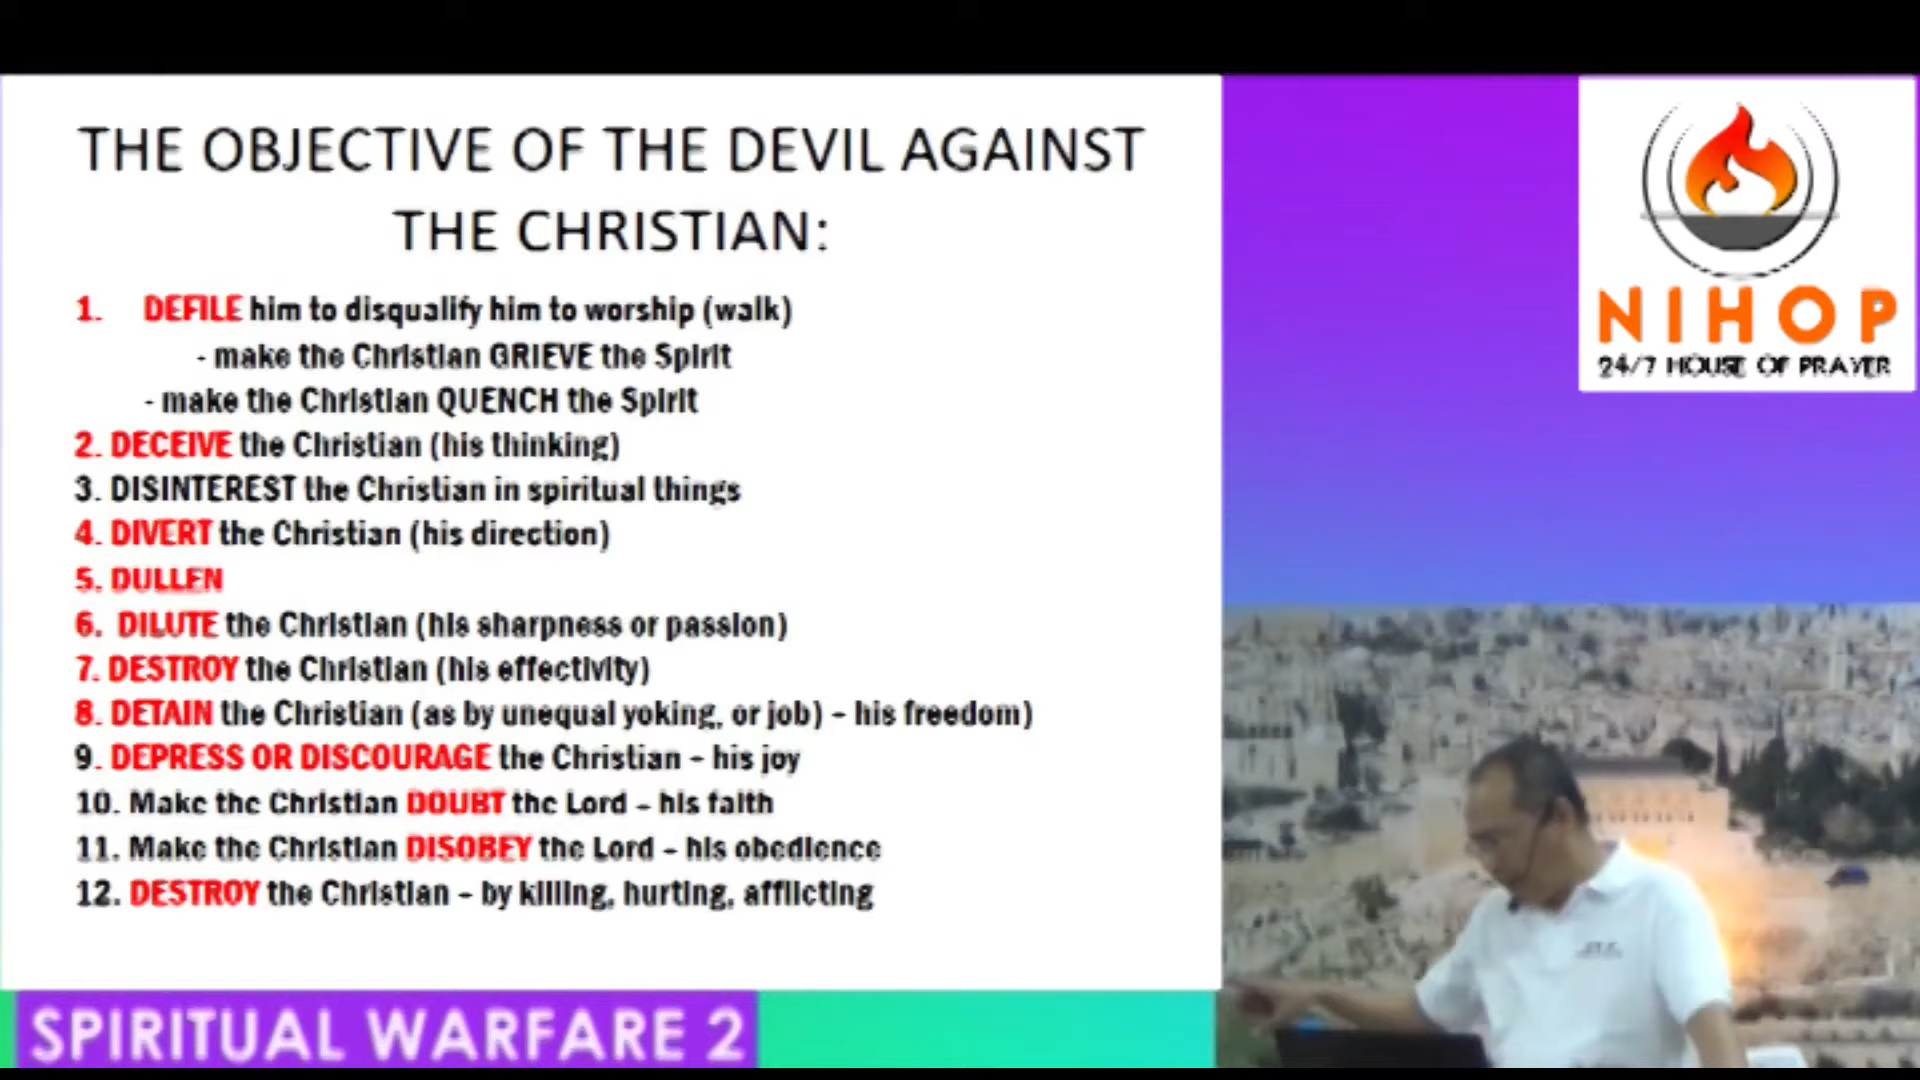 THE OBJECTIVE OF THE DEVIL AGAINST
THE CHRISTIAN:
1. DEFILE him to disqualify him to worship (walk)
- make the Christian GRIEVE the Spirit
- make the Christian QUENCH the Spirit
2. DECEIVE the Christian (his thinking)
3. DISINTEREST the Christian in spiritual things
4. DIVERT the Christian (his direction)
5. DULLEN
6. DILUTE the Christian (his sharpness or passion)
7. DESTROY the Christian (his effectivity)
8. DETAIN the Christian (as by unequal yoking, or job) – his freedom)
9. DEPRESS OR DISCOURAGE the Christian – his joy
10. Make the Christian DOUBT the Lord – his faith
11. Make the Christian DISOBEY the Lord – his obedience
12. DESTROY the Christian – by killing, hurting, afflicting
NIHOP
24/7 HOUSE OF PRAYER
SPIRITUAL WARFARE 2